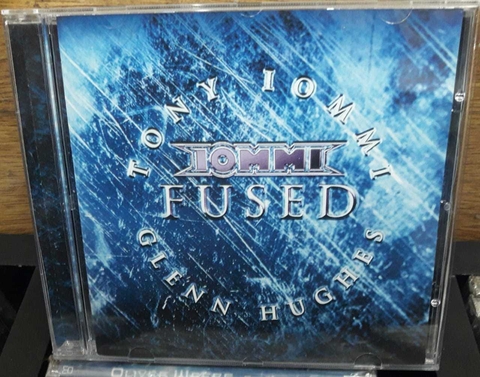 TONY IOMMI
IOMMI
FUSED
GLENN HUGHES